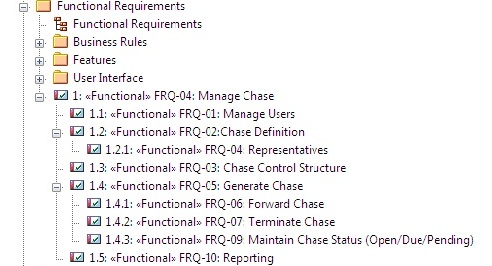 Functional Requirements
Functional Requirements
Business Rules
Features
User Interface
1: «Functional» FRQ-04: Manage Chase
1.1: «Functional» FRQ-01: Manage Users
1.2: «Functional» FRQ-02:Chase Definition
1.2.1: «Functional» FRQ-04: Representatives
1.3: «Functional» FRQ-03: Chase Control Structure
1.4: «Functional» FRQ-05: Generate Chase
1.4.1: «Functional» FRQ-06: Forward Chase
1.4.2: «Functional» FRQ-07: Terminate Chase
1.4.3: «Functional» FRQ-09: Maintain Chase Status (Open/Due/Pending)
1.5: «Functional» FRQ-10: Reporting